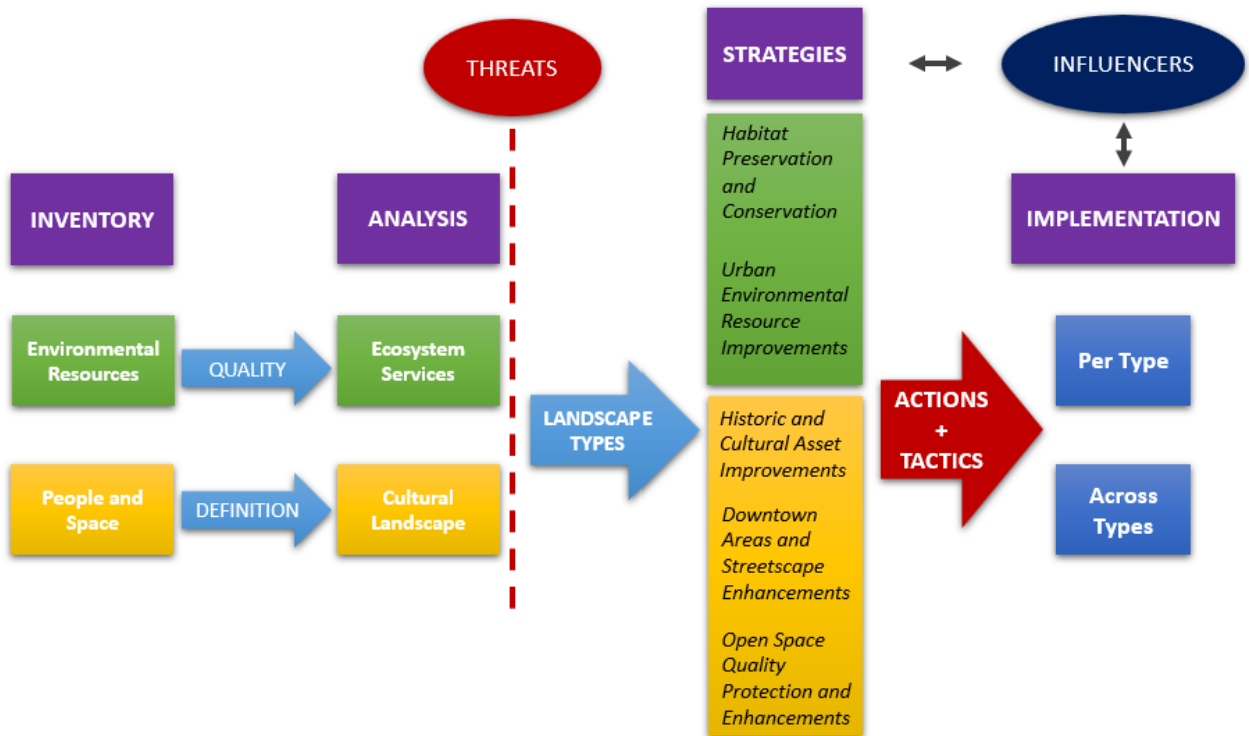 THREATS
STRATEGIES
INFLUENCERS
INVENTORY
ANALYSIS
IMPLEMENTATION
Environmental
Resources
QUALITY
Ecosystem
Services
People and
Space
DEFINITION
Cultural
Landscape
LANDSCAPE
TYPES
Habitat
Preservation
and
Conservation
Urban
Environmental
Resource
Improvements
Historic and
Cultural Asset
Improvements
Downtown
Areas and
Streetscape
Enhancements
Open Space
Quality
Protection and
Enhancements
ACTIONS
+
TACTICS
Per Type
Across
Types